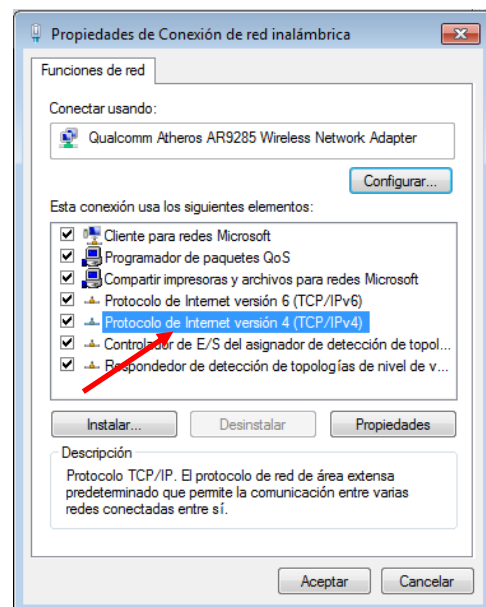 Propiedades de Conexión de red inalámbrica
Funciones de red
Conectar usando:
Qualcomm Atheros AR9285 Wireless Network Adapter
Configurar...
Esta conexión usa los siguientes elementos:
Cliente para redes Microsoft
Programador de paquetes QoS
Compartir impresoras y archivos para redes Microsoft
Protocolo de Internet versión 6 (TCP/IPv6)
Protocolo de Internet versión 4 (TCP/IPv4)
Controlador de E/S del asignador de detección de topol...
Respondedor de detección de topologías de nivel de v...
Instalar...
Desinstalar
Propiedades
Descripción
Protocolo TCP/IP. El protocolo de red de área extensa
predeterminado que permite la comunicación entre varias
redes conectadas entre sí.
Aceptar
Cancelar